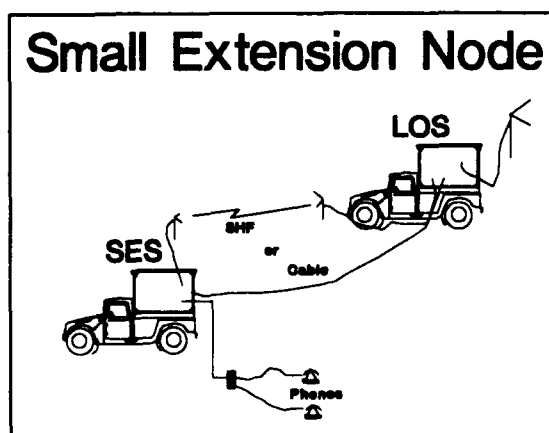 Small Extension Node
LOS
SHF
or
SES
Cable
Phones